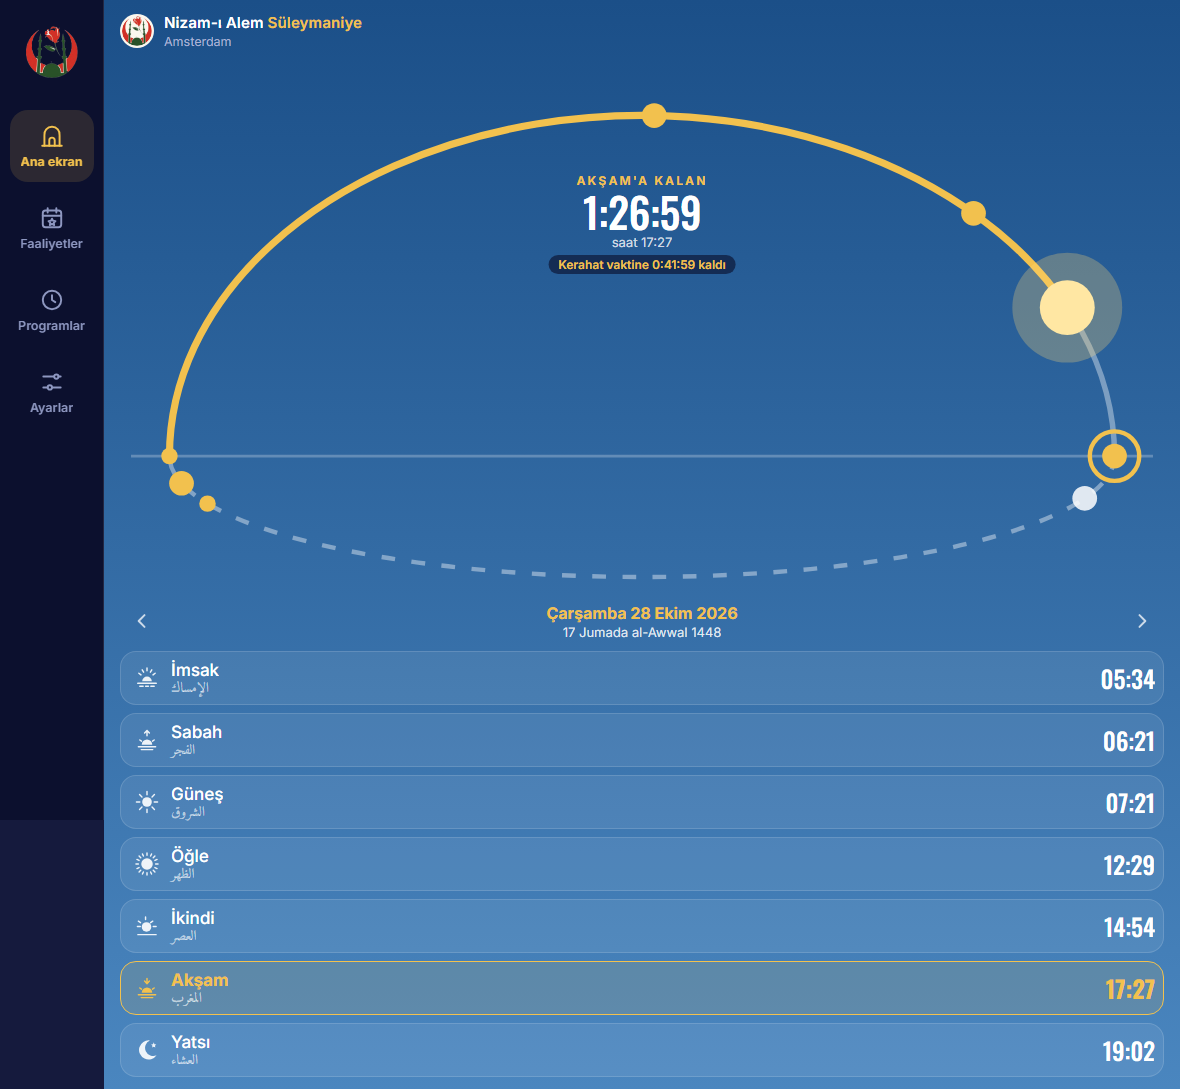 Nizam-ı Alem Süleymaniye
Amsterdam
Ana ekran
Faaliyetler
Programlar
Ayarlar
AKŞAM'A KALAN
1:26:59
saat 17:27
Kerahat vaktine 0:41:59 kaldı
Çarşamba 28 Ekim 2026
17 Jumada al-Awwal 1448
İmsak
الإمساك
05:34
Sabah
الفجر
06:21
Güneş
الشروق
07:21
Öğle
الظهر
12:29
İkindi
العصر
14:54
Akşam
المغرب
17:27
Yatsı
العشاء
19:02